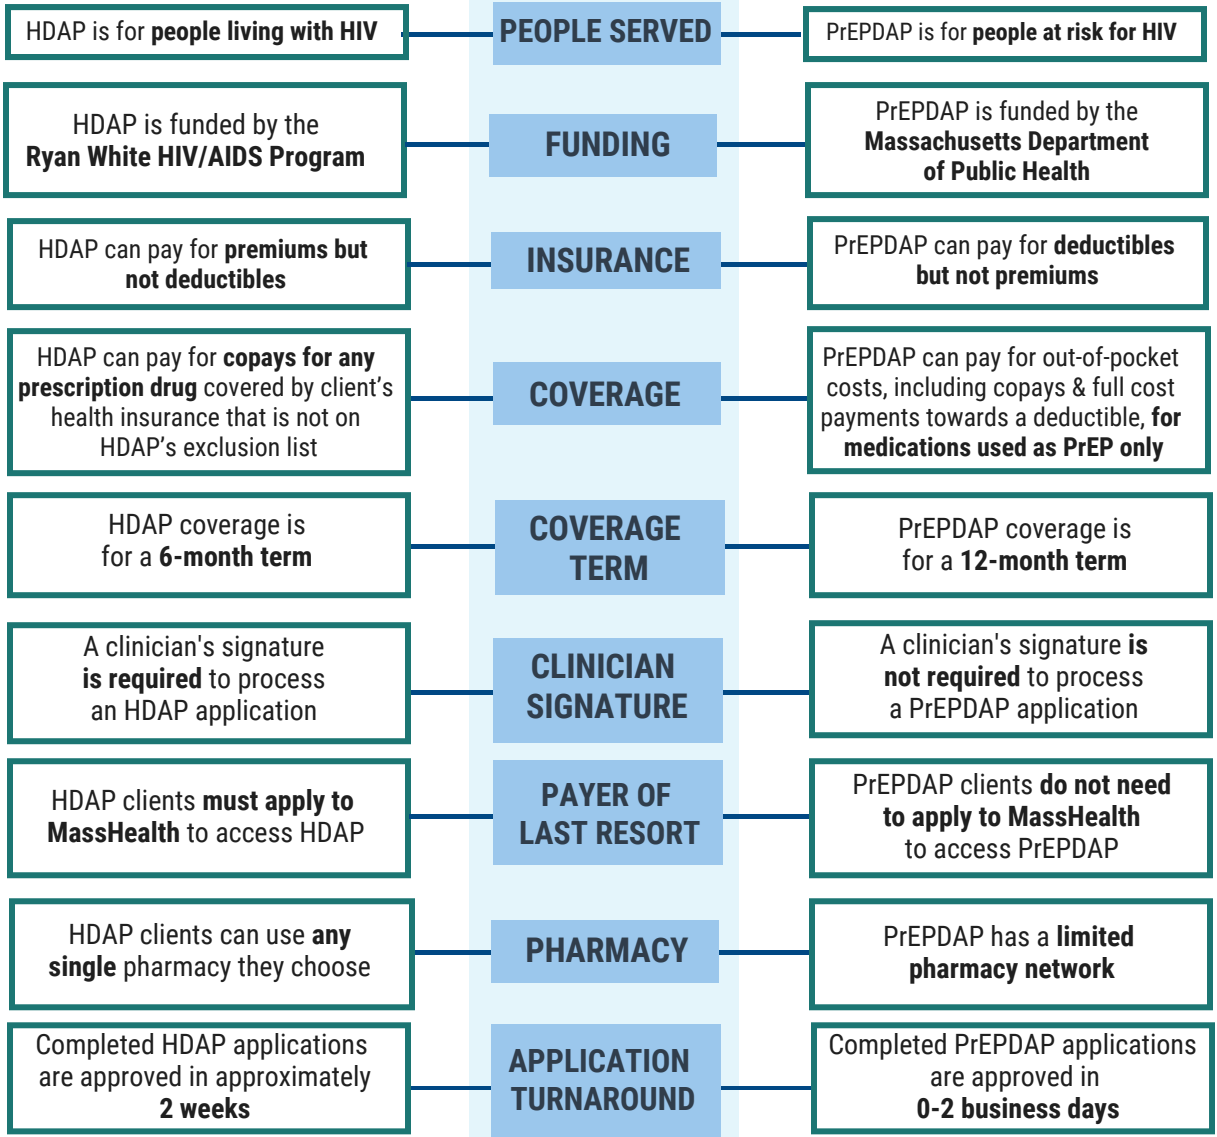 HDAP is for people living with HIV
PEOPLE SERVED
PrEPDAP is for people at risk for HIV
HDAP is funded by the
Ryan White HIV/AIDS Program
FUNDING
PrEPDAP is funded by the
Massachusetts Department
of Public Health
HDAP can pay for premiums but
not deductibles
INSURANCE
PrEPDAP can pay for deductibles
but not premiums
HDAP can pay for copays for any
prescription drug covered by client's
health insurance that is not on
HDAP's exclusion list
COVERAGE
PrEPDAP can pay for out-of-pocket
costs, including copays & full cost
payments towards a deductible, for
medications used as PrEP only
HDAP coverage is
for a 6-month term
COVERAGE
TERM
PrEPDAP coverage is
for a 12-month term
A clinician's signature
is required to process
an HDAP application
CLINICIAN
SIGNATURE
A clinician's signature is
not required to process
a PrEPDAP application
HDAP clients must apply to
MassHealth to access HDAP
PAYER OF
LAST RESORT
PrEPDAP clients do not need
to apply to MassHealth
to access PrEPDAP
HDAP clients can use any
single pharmacy they choose
PHARMACY
PrEPDAP has a limited
pharmacy network
Completed HDAP applications
are approved in approximately
2 weeks
APPLICATION
TURNAROUND
Completed PrEPDAP applications
are approved in
0-2 business days